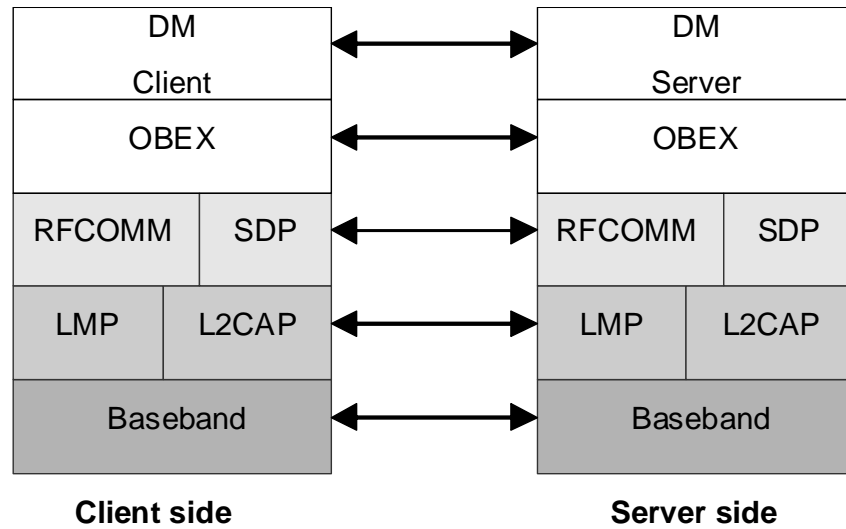 DM
Client
DM
Server
OBEX
OBEX
RFCOMM
SDP
RFCOMM
SDP
LMP
L2CAP
LMP
L2CAP
Baseband
Baseband
Client side
Server side